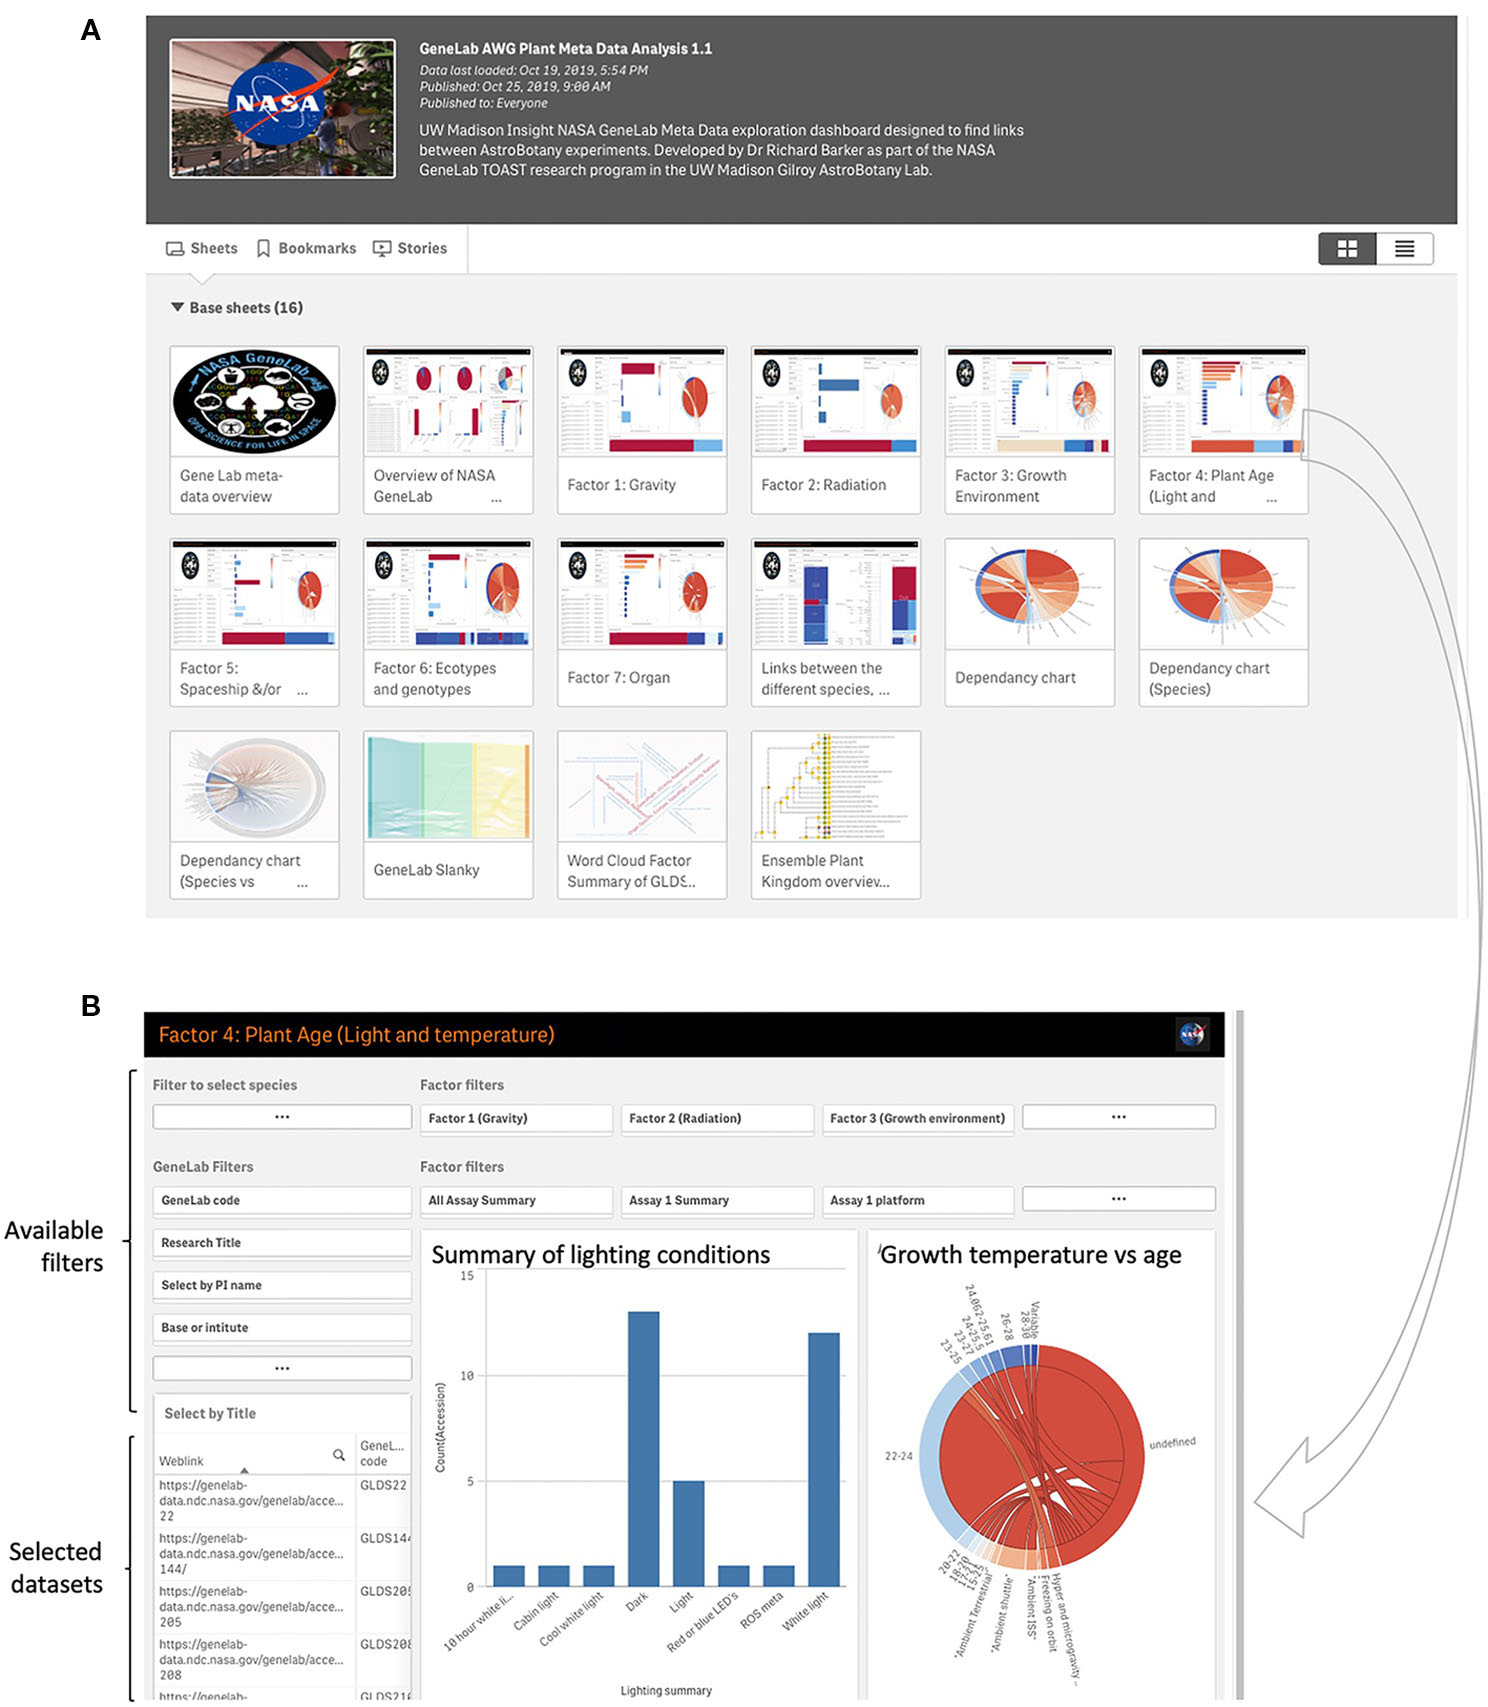 A
NASA
GeneLab AWG Plant Meta Data Analysis 1.1
Data last loaded: Oct 19, 2019, 5:54 PM
Published: Oct 25, 2019, 9:00 AM
Published to: Everyone
UW Madison Insight NASA GeneLab Meta Data exploration dashboard designed to find links
between AstroBotany experiments. Developed by Dr Richard Barker as part of the NASA
GeneLab TOAST research program in the UW Madison Gilroy AstroBotany Lab.
Sheets
Bookmarks
Stories
Base sheets (16)
NASA GeneLab
OPEN SCIENCE FOR LIFE IN SPACE
Gene Lab meta-
data overview
Overview of NASA
GeneLab ...
Factor 1: Gravity
Factor 2: Radiation
Factor 3: Growth
Environment
Factor 4: Plant Age
(Light and ...
Factor 5:
Spaceship &/or ...
Factor 6: Ecotypes
and genotypes
Factor 7: Organ
Links between the
different species, ...
Dependancy chart
Dependancy chart
(Species)
Dependancy chart
(Species vs ...
GeneLab Slanky
Word Cloud Factor
Summary of GLDS...
Ensemble Plant
Kingdom overviev...
B
Factor 4: Plant Age (Light and temperature)
NASA
Available
filters
Filter to select species
...
Factor filters
Factor 1 (Gravity)
Factor 2 (Radiation)
Factor 3 (Growth environment)
...
GeneLab Filters
Factor filters
GeneLab code
All Assay Summary
Assay 1 Summary
Assay 1 platform
...
Research Title
Select by PI name
Base or intitute
...
Selected
datasets
Select by Title
Weblink
GeneL...
code
https://genelab-
data.ndc.nasa.gov/genelab/acce...
22
GLDS22
https://genelab-
data.ndc.nasa.gov/genelab/acce...
144/
GLDS144
https://genelab-
data.ndc.nasa.gov/genelab/acce...
205
GLDS205
https://genelab-
data.ndc.nasa.gov/genelab/acce...
208
GLDS208
https://genelab-
GLDS210
Summary of lighting conditions
15
10
5
0
Count(Accession)
10 hour white li...
Cabin light
Cool white light
Dark
Light
Red or blue LED's
ROS meta
White light
Lighting summary
Growth temperature vs age
22-24
23-25
23-27
24-25.5
24.062-25.61
26-28
28-30
Variable
undefined
20-22
"Ambient Terrestrial"
"Ambient shuttle"
"Ambient ISS"
Freezing on orbit
Hyper and microgravity...